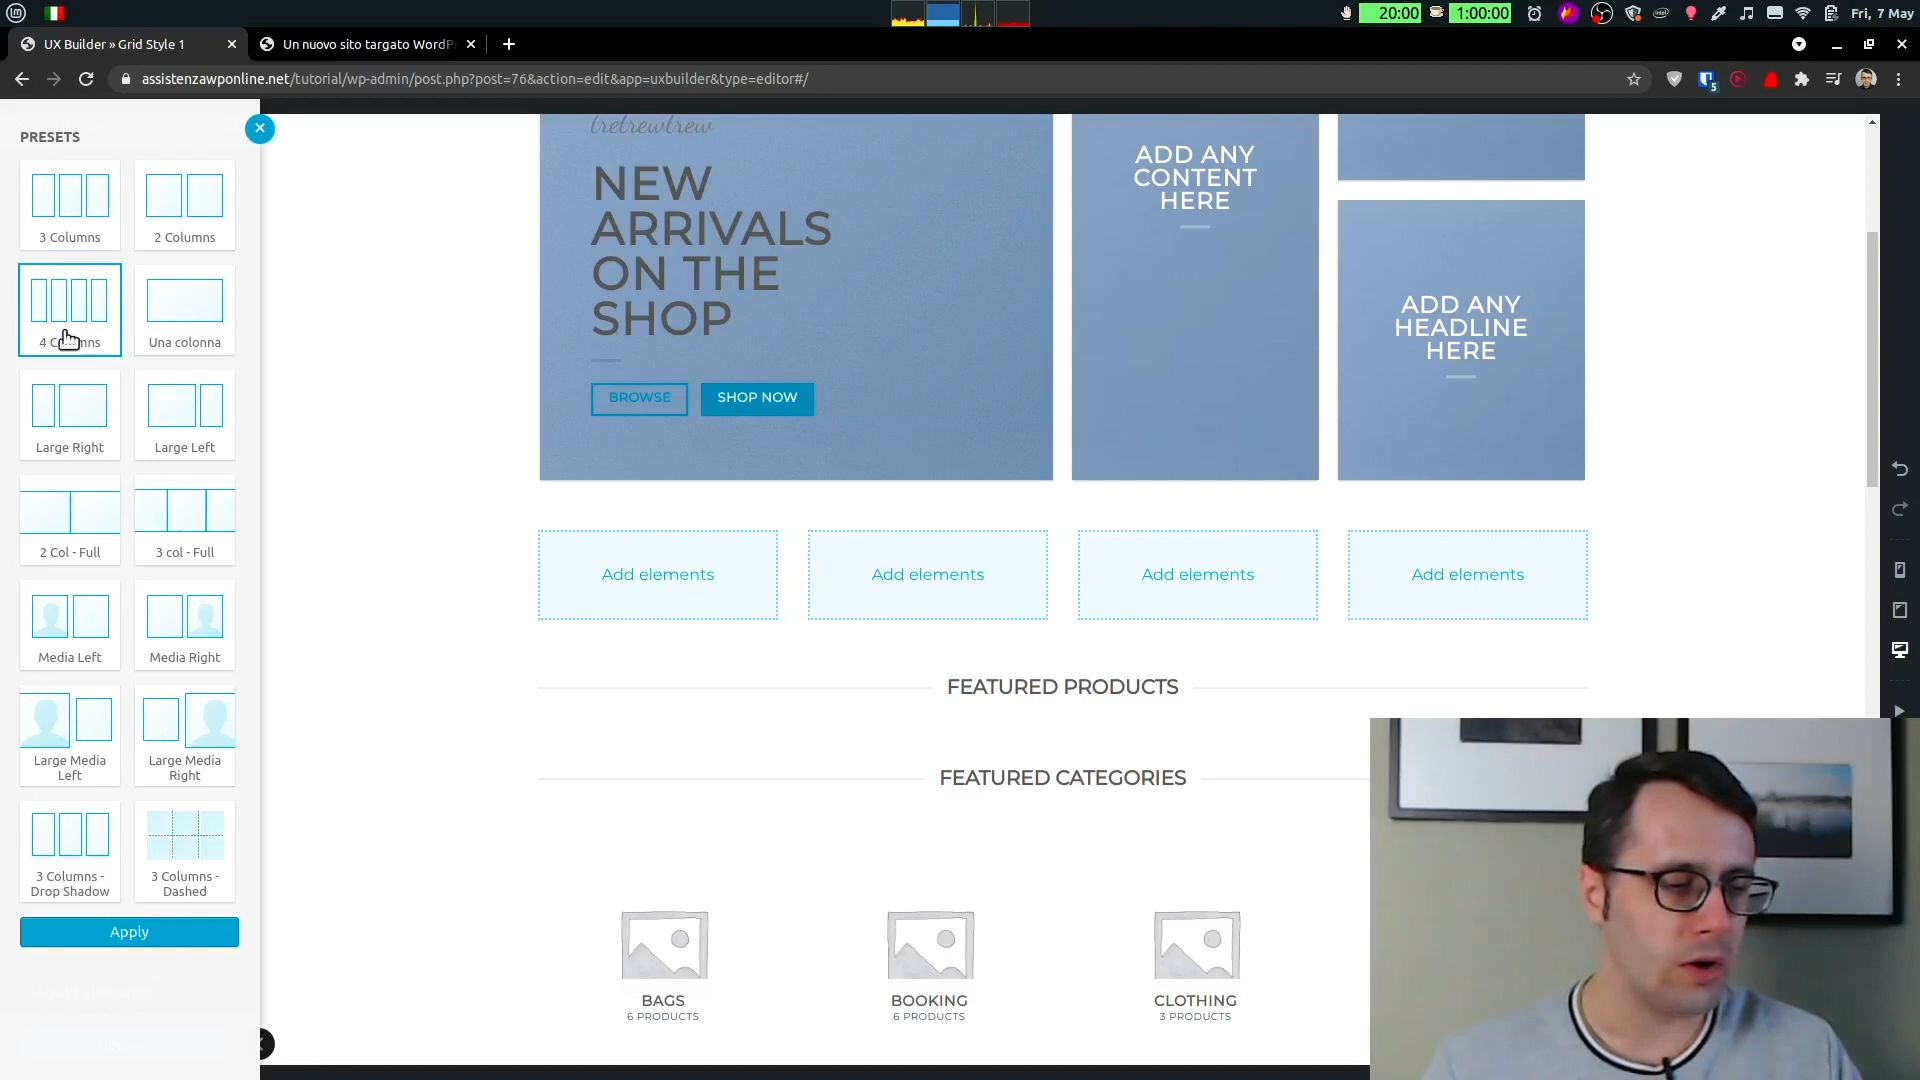 20:00
1:00:00
Fri, 7 May
UX Builder » Grid Style 1
Un nuovo sito targato WordPr
assistenzawponline.net/tutorial/wp-admin/post.php?post=76&action=edit&app=uxbuilder&type=editor#/
5
PRESETS
3 Columns
2 Columns
Una colonna
Large Right
Large Left
2 Col - Full
3 col - Full
Media Left
Media Right
Large Media
Left
Large Media
Right
3 Columns -
Drop Shadow
3 Columns -
Dashed
Apply
NEW
ARRIVALS
ON THE
SHOP
BROWSE
SHOP NOW
ADD ANY
CONTENT
HERE
ADD ANY
HEADLINE
HERE
Add elements
Add elements
Add elements
Add elements
FEATURED PRODUCTS
FEATURED CATEGORIES
BAGS
6 PRODUCTS
BOOKING
6 PRODUCTS
CLOTHING
3 PRODUCTS